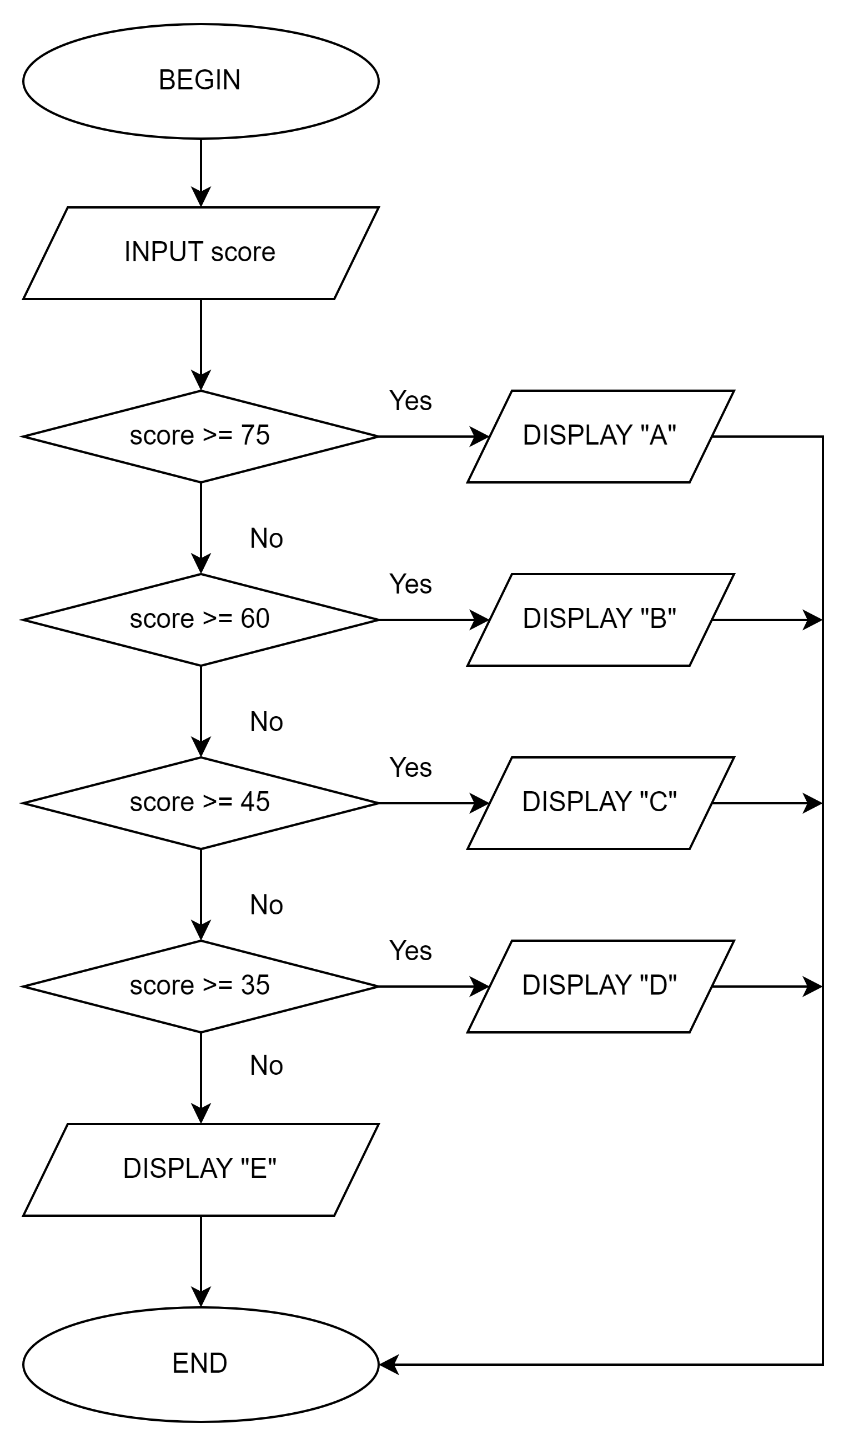 BEGIN
INPUT score
score >= 75
Yes
DISPLAY "A"
No
score >= 60
Yes
DISPLAY "B"
No
score >= 45
Yes
DISPLAY "C"
No
score >= 35
Yes
DISPLAY "D"
No
DISPLAY "E"
END